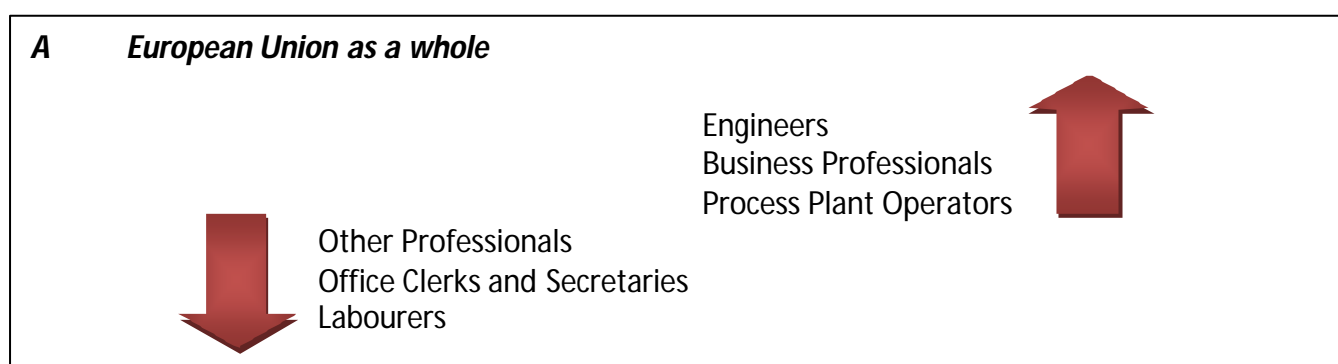 A European Union as a whole
Engineers
Business Professionals
Process Plant Operators
Other Professionals
Office Clerks and Secretaries
Labourers